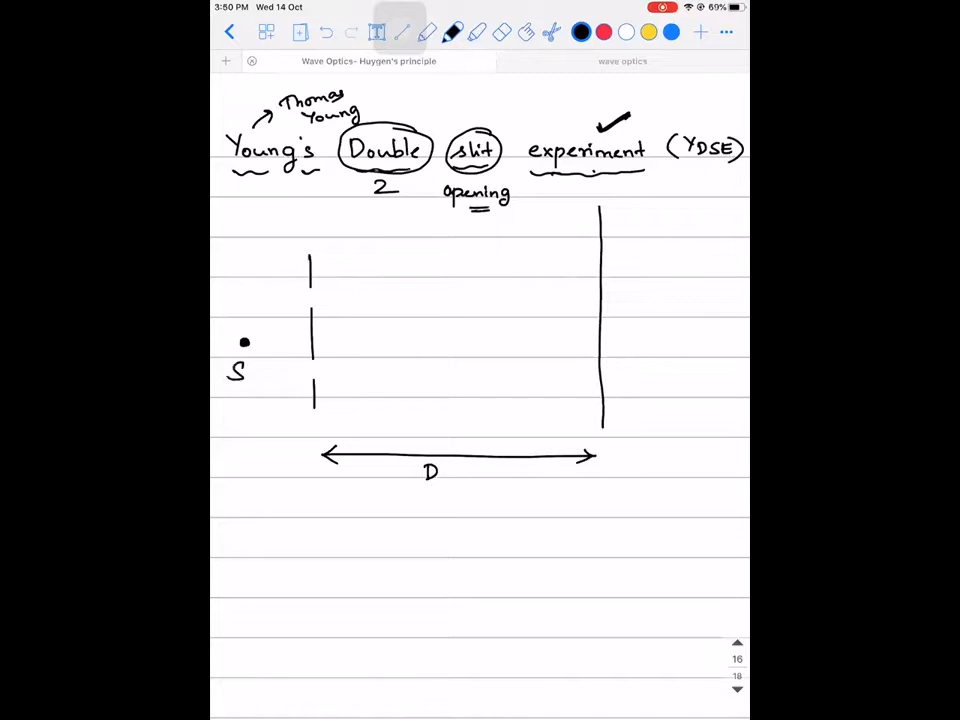 3:50 PM Wed 14 Oct
69%
Wave Optics- Huygen's principle
wave optics
Thomas
Young
Young's Double slit experiment (YDSE)
2
opening
S
D
16
18